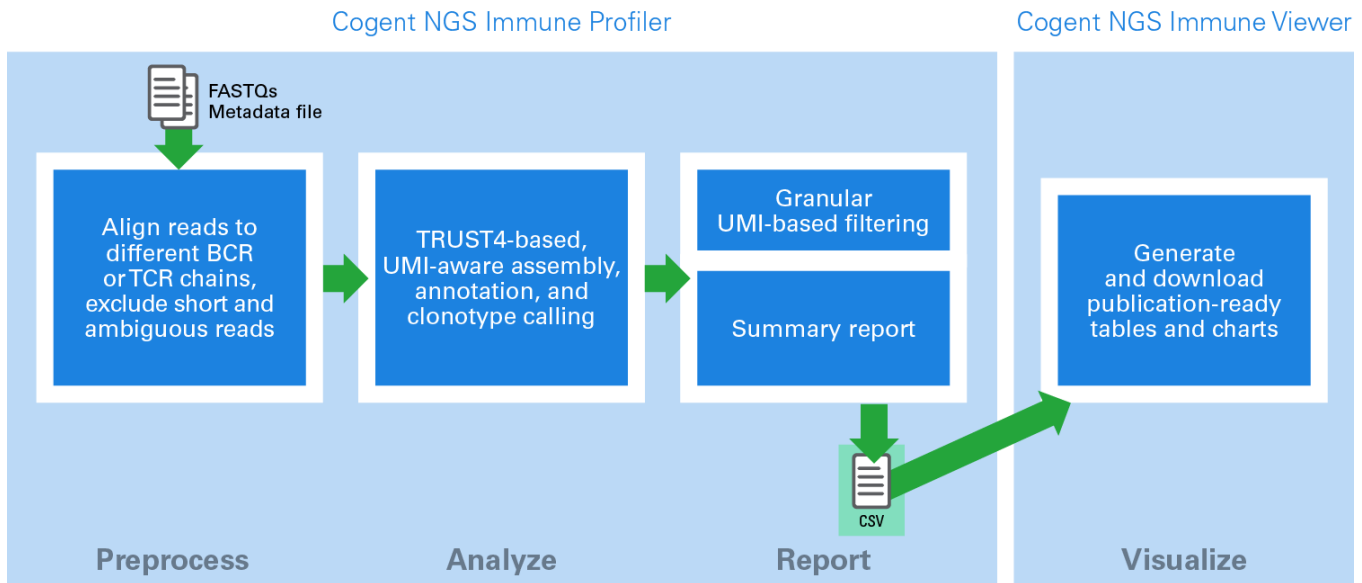 Cogent NGS Immune Profiler
Cogent NGS Immune Viewer
FASTQs
Metadata file
Align reads to
different BCR
or TCR chains,
exclude short and
ambiguous reads
TRUST4-based,
UMI-aware assembly,
annotation, and
clonotype calling
Granular
UMI-based filtering
Summary report
Generate
and download
publication-ready
tables and charts
CSV
Preprocess
Analyze
Report
Visualize